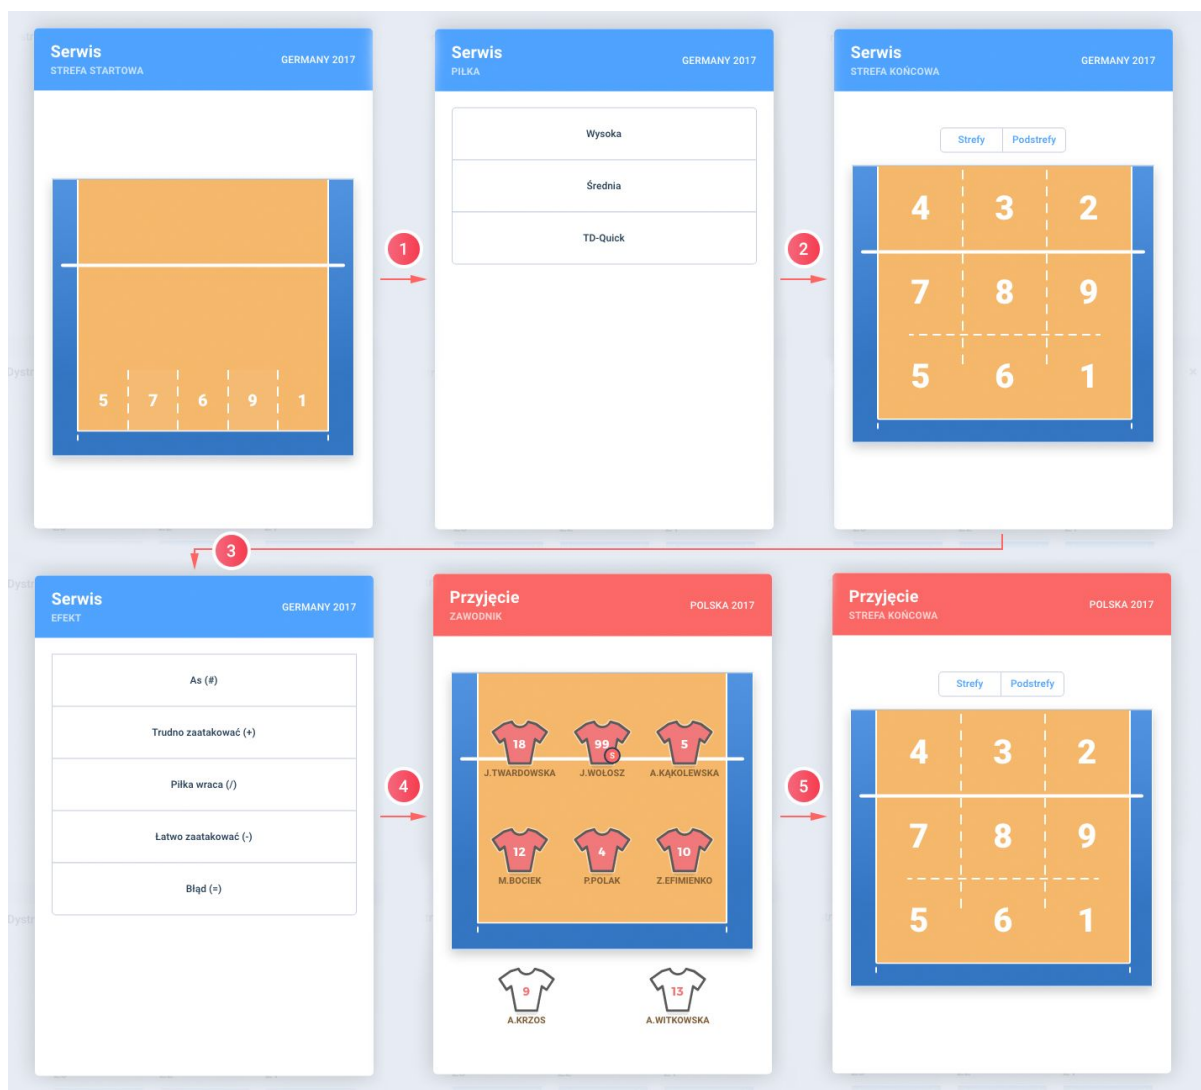 Serwis
STREFA STARTOWA
GERMANY 2017
5 7 6 9 1
1
Serwis
PIŁKA
GERMANY 2017
Wysoka
Średnia
TD-Quick
2
Serwis
STREFA KOŃCOWA
GERMANY 2017
Strefy Podstrefy
4 3 2
7 8 9
5 6 1
3
Serwis
EFEKT
GERMANY 2017
As (#)
Trudno zaatakować (+)
Piłka wraca (/)
Łatwo zaatakować (-)
Błąd (=)
4
Przyjęcie
ZAWODNIK
POLSKA 2017
18 99 5
S
J.TWARDOWSKA J.WOŁOSZ A.KĄKOLEWSKA
12 4 10
M.BOCIEK P.POLAK Z.EFIMIENKO
9 13
A.KRZOS A.WITKOWSKA
5
Przyjęcie
STREFA KOŃCOWA
POLSKA 2017
Strefy Podstrefy
4 3 2
7 8 9
5 6 1